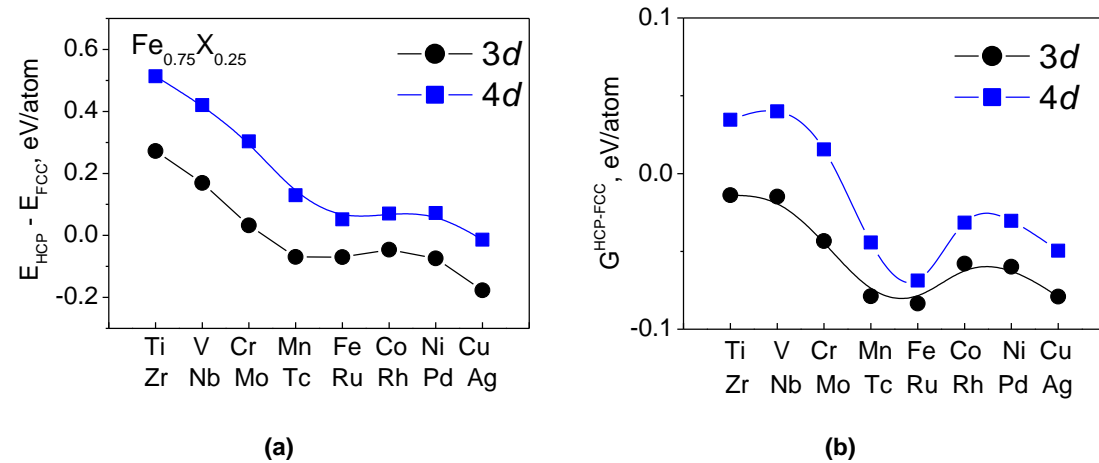 Fe0.75X0.25
3d
4d
E_HCP - E_FCC, eV/atom
0.6
0.4
0.2
0.0
-0.2
Ti V Cr Mn Fe Co Ni Cu
Zr Nb Mo Tc Ru Rh Pd Ag
(a)
3d
4d
G^HCP-FCC, eV/atom
0.1
0.0
-0.1
Ti V Cr Mn Fe Co Ni Cu
Zr Nb Mo Tc Ru Rh Pd Ag
(b)